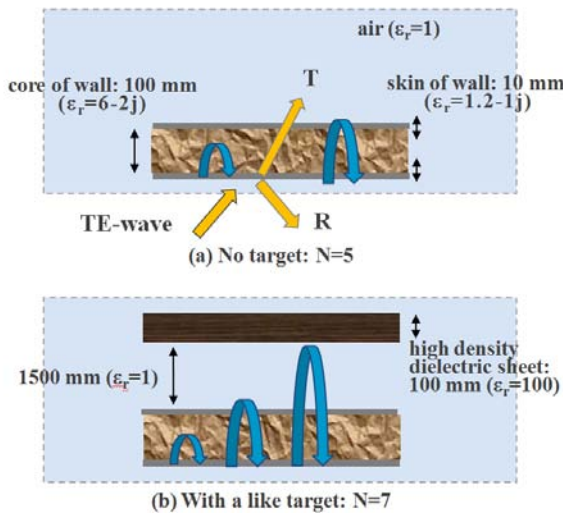 air (εr=1)
core of wall: 100 mm
(εr=6-2j)
T
skin of wall: 10 mm
(εr=1.2-1j)
TE-wave
R
(a) No target: N=5
1500 mm (εr=1)
high density
dielectric sheet:
100 mm (εr=100)
(b) With a like target: N=7